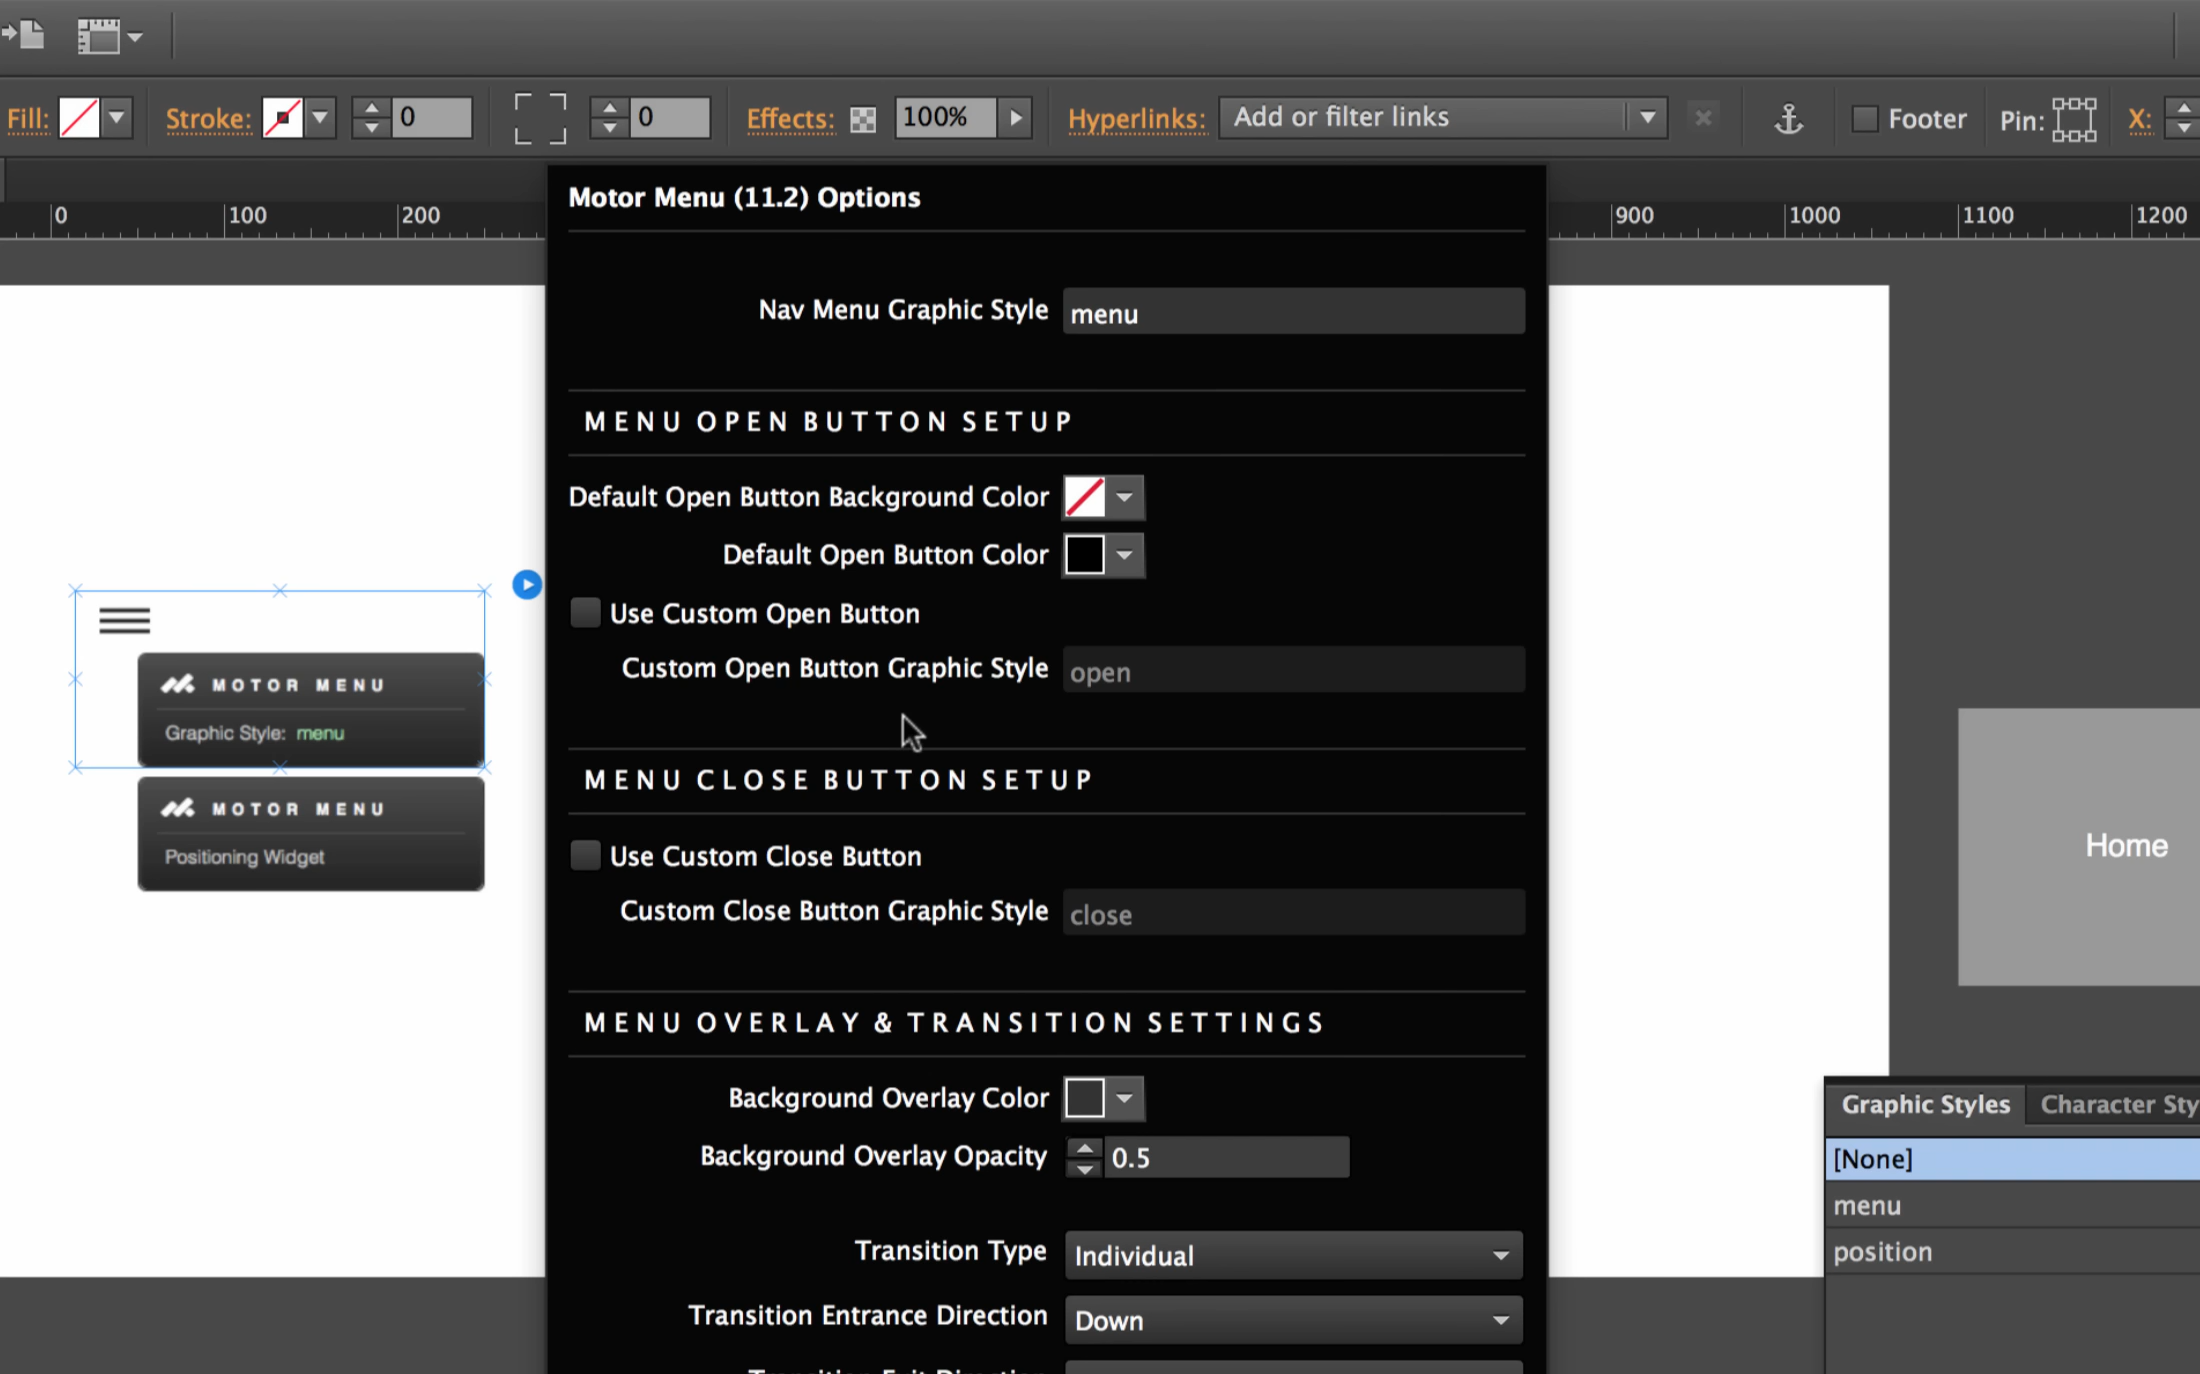 Fill:
Stroke:
0
0
Effects:
100%
Hyperlinks:
Add or filter links
Footer
Pin:
X:
0
100
200
900
1000
1100
1200
Motor Menu (11.2) Options
Nav Menu Graphic Style
menu
MENU OPEN BUTTON SETUP
Default Open Button Background Color
Default Open Button Color
Use Custom Open Button
Custom Open Button Graphic Style
open
MENU CLOSE BUTTON SETUP
Use Custom Close Button
Custom Close Button Graphic Style
close
MENU OVERLAY & TRANSITION SETTINGS
Background Overlay Color
Background Overlay Opacity
0.5
Transition Type
Individual
Transition Entrance Direction
Down
MOTOR MENU
Graphic Style: menu
MOTOR MENU
Positioning Widget
Home
Graphic Styles
Character Sty
[None]
menu
position